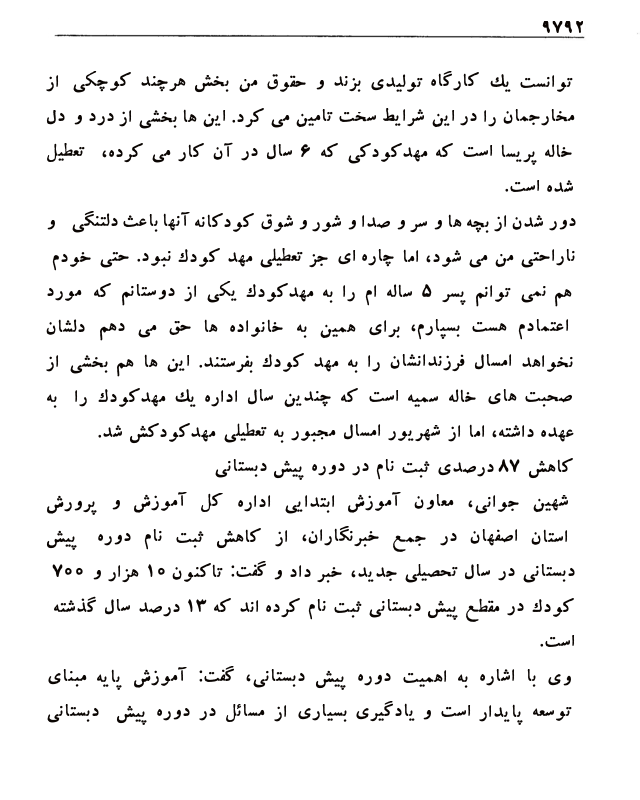 ۹۷۹۲
توانست یك کارگاه تولیدی بزند و حقوق من بخش هرچند کوچکی از
مخارجمان را در این شرایط سخت تامین می کرد. این ها بخشی از درد و دل
خاله پریسا است که مهدکودکی که ۶ سال در آن کار می کرده، تعطیل
شده است.
دور شدن از بچه ها و سر و صدا و شور و شوق کودکانه آنها باعث دلتنگی و
ناراحتی من می شود، اما چاره ای جز تعطیلی مهد کودك نبود. حتی خودم
هم نمی توانم پسر ۵ ساله ام را به مهدکودك یکی از دوستانم که مورد
اعتمادم هست بسپارم، برای همین به خانواده ها حق می دهم دلشان
نخواهد امسال فرزندانشان را به مهد کودك بفرستند. این ها هم بخشی از
صحبت های خاله سمیه است که چندین سال اداره یك مهدکودك را به
عهده داشته، اما از شهریور امسال مجبور به تعطیلی مهدکودکش شد.
کاهش ۸۷ درصدی ثبت نام در دوره پیش دبستانی
شهین جوانی، معاون آموزش ابتدایی اداره کل آموزش و پرورش
استان اصفهان در جمع خبرنگاران، از کاهش ثبت نام دوره پیش
دبستانی در سال تحصیلی جدید، خبر داد و گفت: تاکنون ۱۰ هزار و ۷۰۰
کودك در مقطع پیش دبستانی ثبت نام کرده اند که ۱۳ درصد سال گذشته
است.
وی با اشاره به اهمیت دوره پیش دبستانی، گفت: آموزش پایه مبنای
توسعه پایدار است و یادگیری بسیاری از مسائل در دوره پیش دبستانی